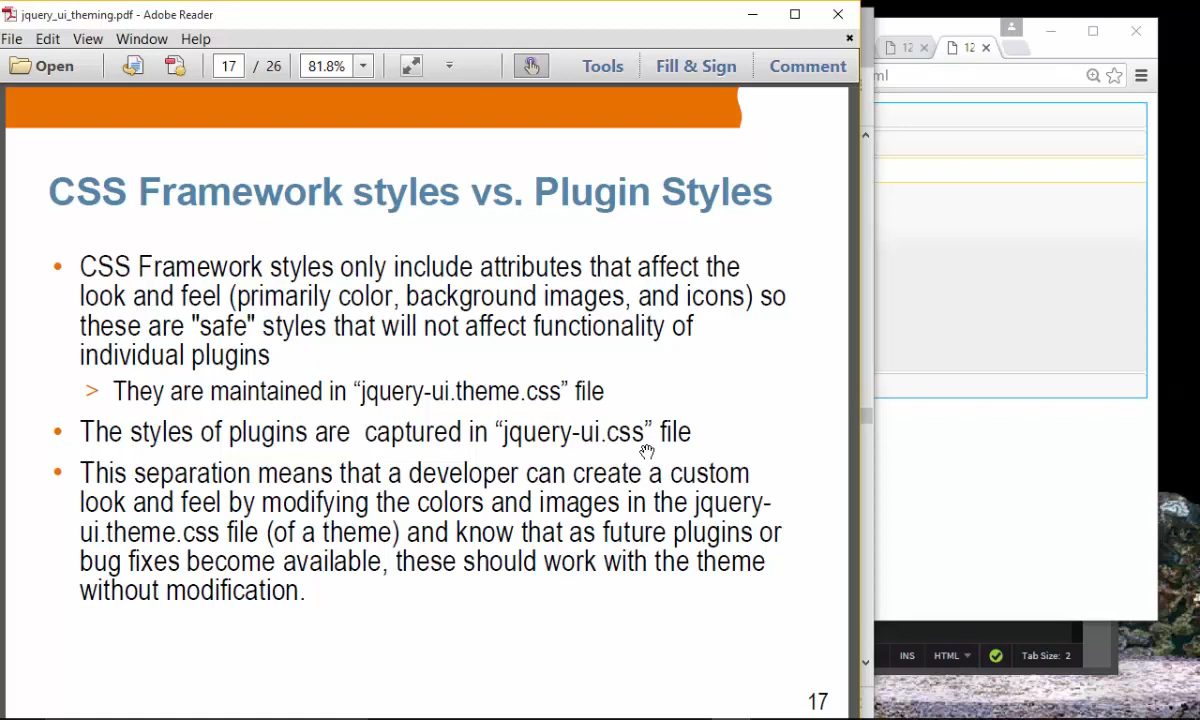 jquery_ui_theming.pdf - Adobe Reader
File Edit View Window Help
Open 17 / 26 81.8% Tools Fill & Sign Comment
CSS Framework styles vs. Plugin Styles
• CSS Framework styles only include attributes that affect the
look and feel (primarily color, background images, and icons) so
these are "safe" styles that will not affect functionality of
individual plugins
> They are maintained in “jquery-ui.theme.css” file
• The styles of plugins are captured in “jquery-ui.css” file
• This separation means that a developer can create a custom
look and feel by modifying the colors and images in the jquery-
ui.theme.css file (of a theme) and know that as future plugins or
bug fixes become available, these should work with the theme
without modification.
17
12 12
ml
INS HTML Tab Size: 2